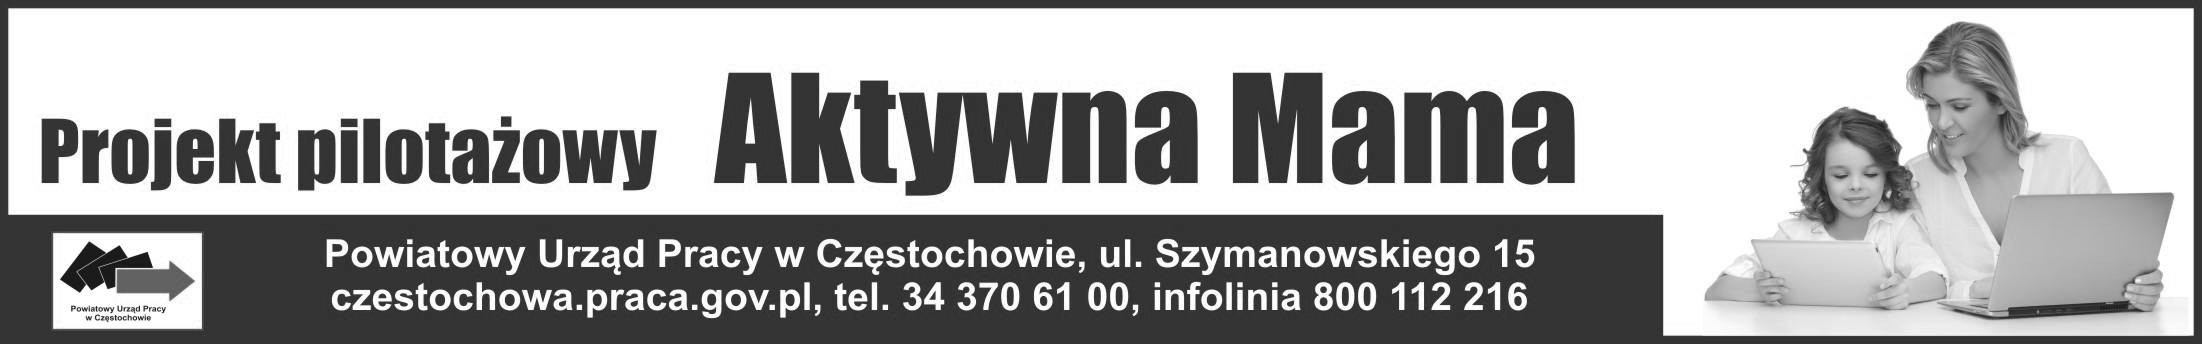 Projekt pilotażowy Aktywna Mama
Powiatowy Urząd Pracy w Częstochowie, ul. Szymanowskiego 15
czestochowa.praca.gov.pl, tel. 34 370 61 00, infolinia 800 112 216
Powiatowy Urząd Pracy
w Częstochowie